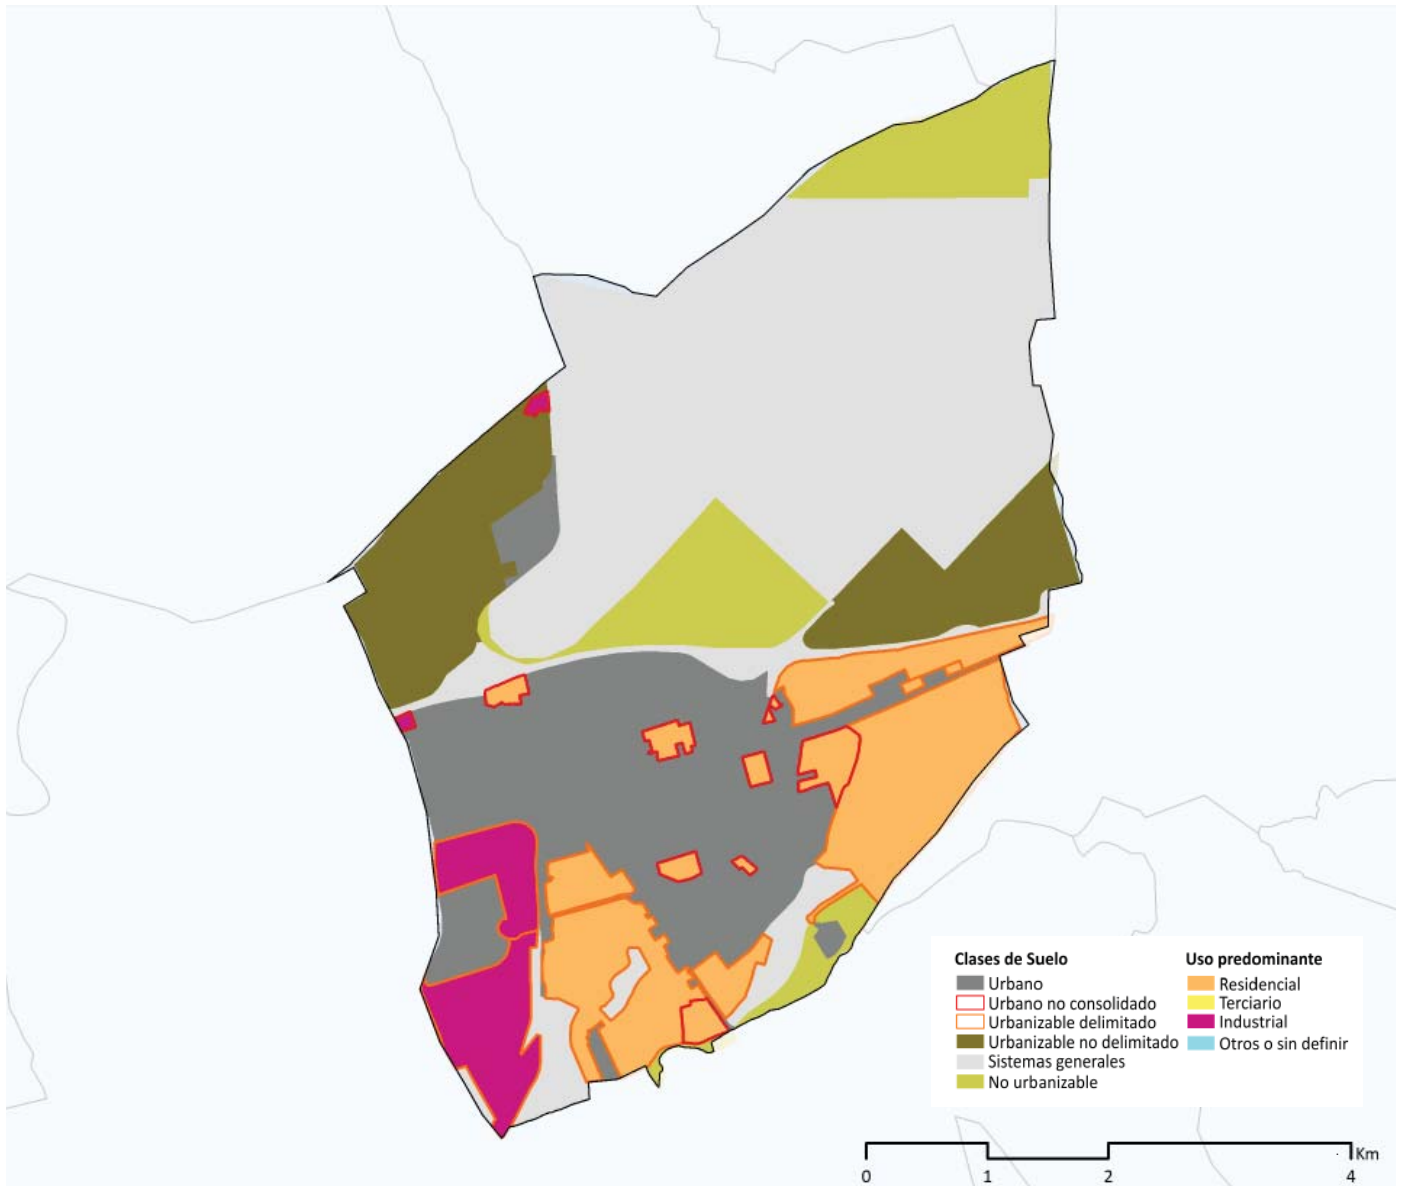 Clases de Suelo
Urbano
Urbano no consolidado
Urbanizable delimitado
Urbanizable no delimitado
Sistemas generales
No urbanizable
Uso predominante
Residencial
Terciario
Industrial
Otros o sin definir
Km
0 1 2 4